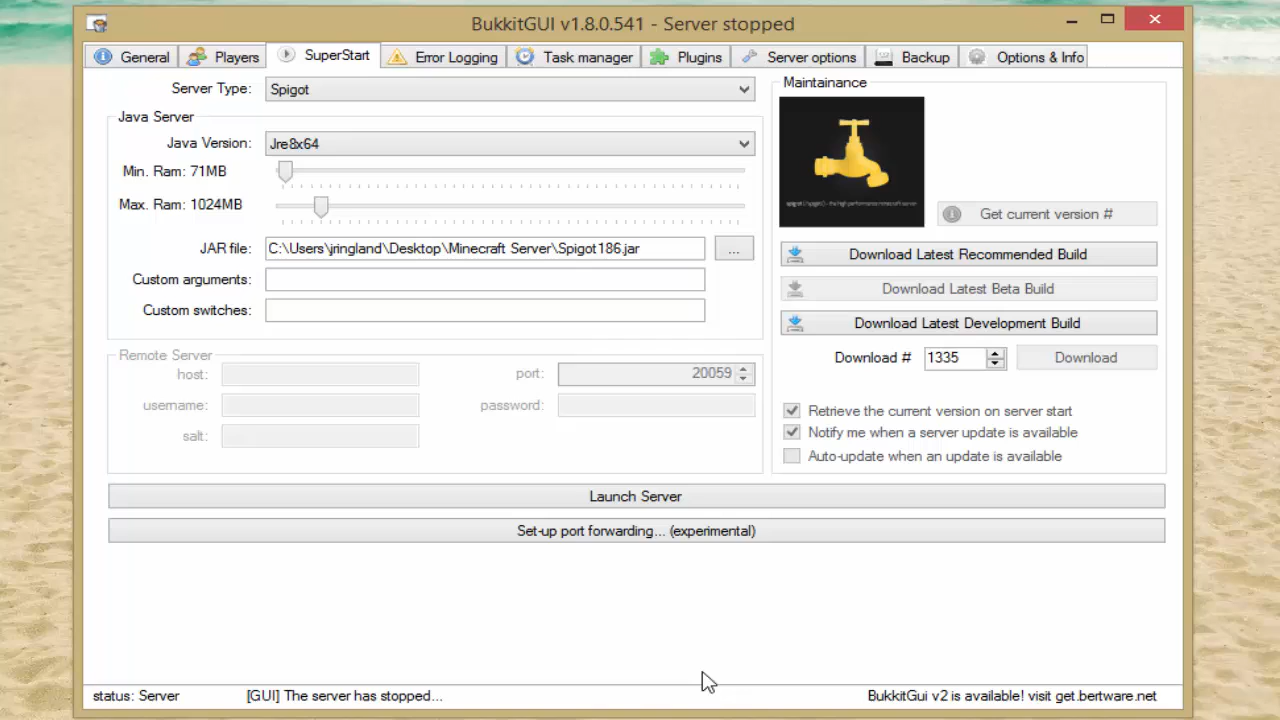 BukkitGUI v1.8.0.541 - Server stopped
General Players SuperStart Error Logging Task manager Plugins Server options Backup Options & Info
Server Type: Spigot
Java Server
Java Version: Jre8x64
Min. Ram: 71MB
Max. Ram: 1024MB
JAR file: C:\Users\jringland\Desktop\Minecraft Server\Spigot186.jar ...
Custom arguments:
Custom switches:
Remote Server
host: port: 20059
username: password:
salt:
Maintainance
Get current version #
Download Latest Recommended Build
Download Latest Beta Build
Download Latest Development Build
Download # 1335 Download
Retrieve the current version on server start
Notify me when a server update is available
Auto-update when an update is available
Launch Server
Set-up port forwarding... (experimental)
status: Server [GUI] The server has stopped... BukkitGui v2 is available! visit get.bertware.net